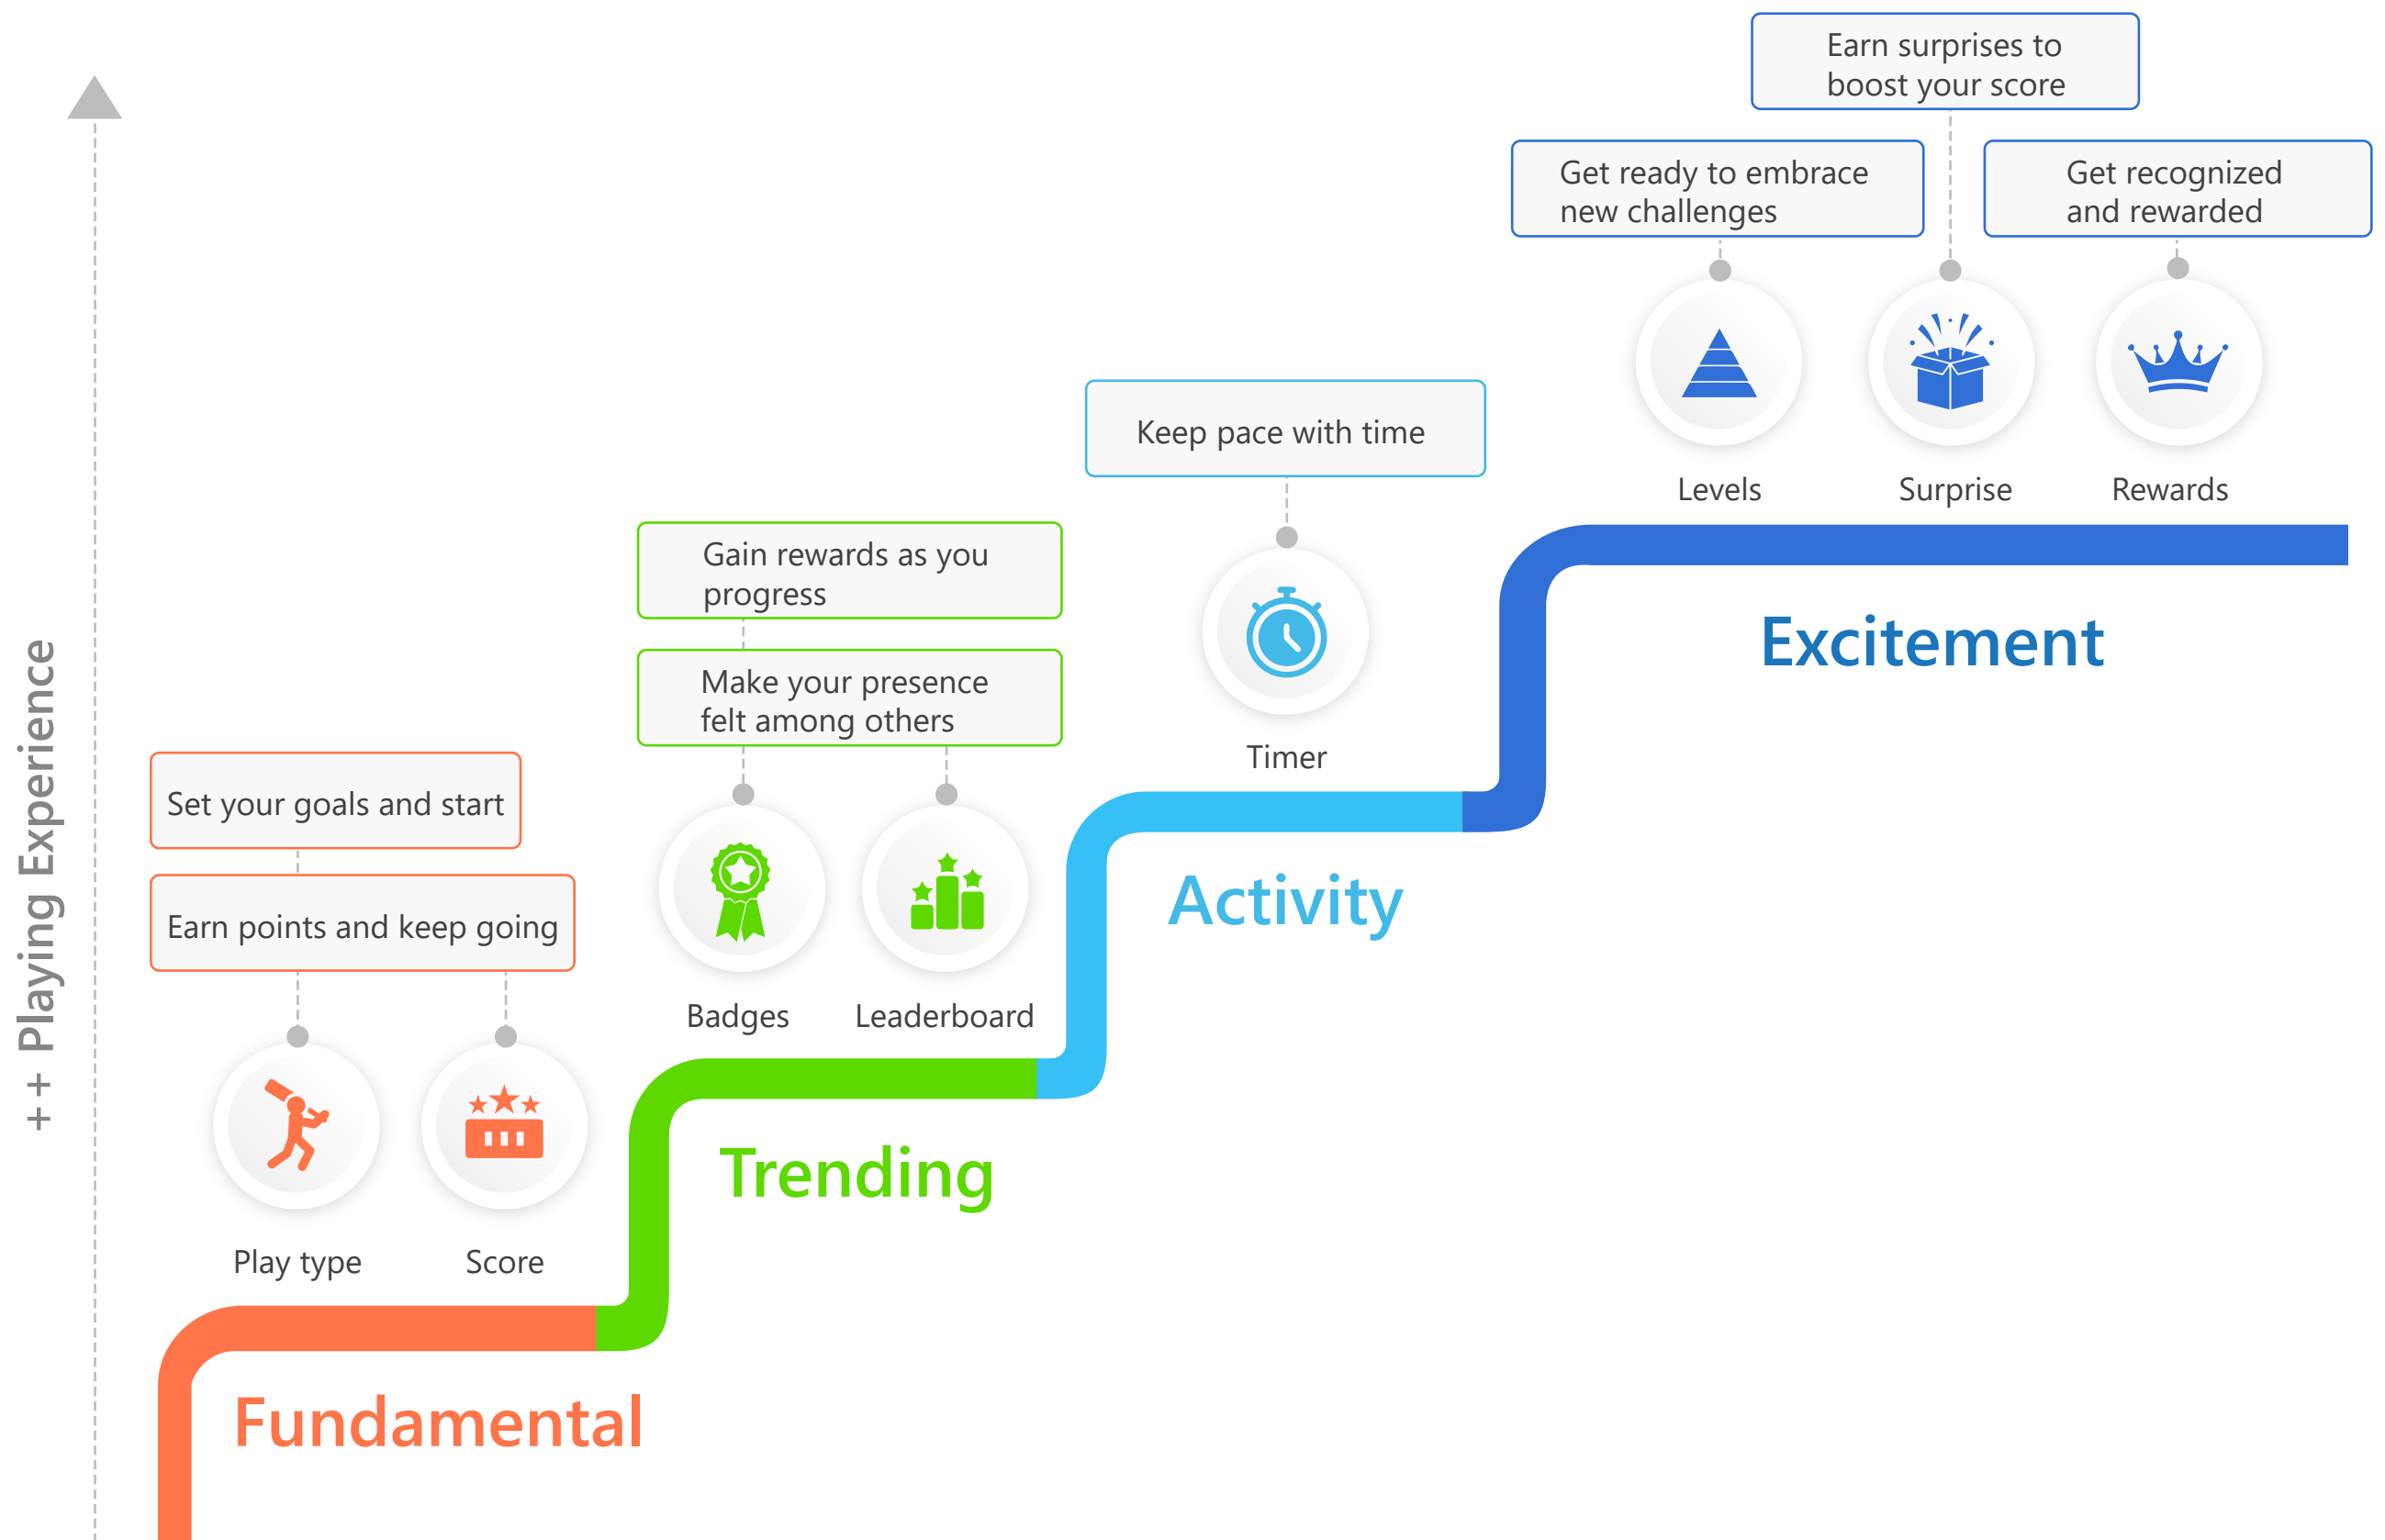 Earn surprises to
boost your score
Get ready to embrace
new challenges
Get recognized
and rewarded
Levels
Surprise
Rewards
Excitement
Keep pace with time
Timer
Activity
Gain rewards as you
progress
Make your presence
felt among others
Badges
Leaderboard
Trending
Set your goals and start
Earn points and keep going
Play type
Score
Fundamental
++ Playing Experience